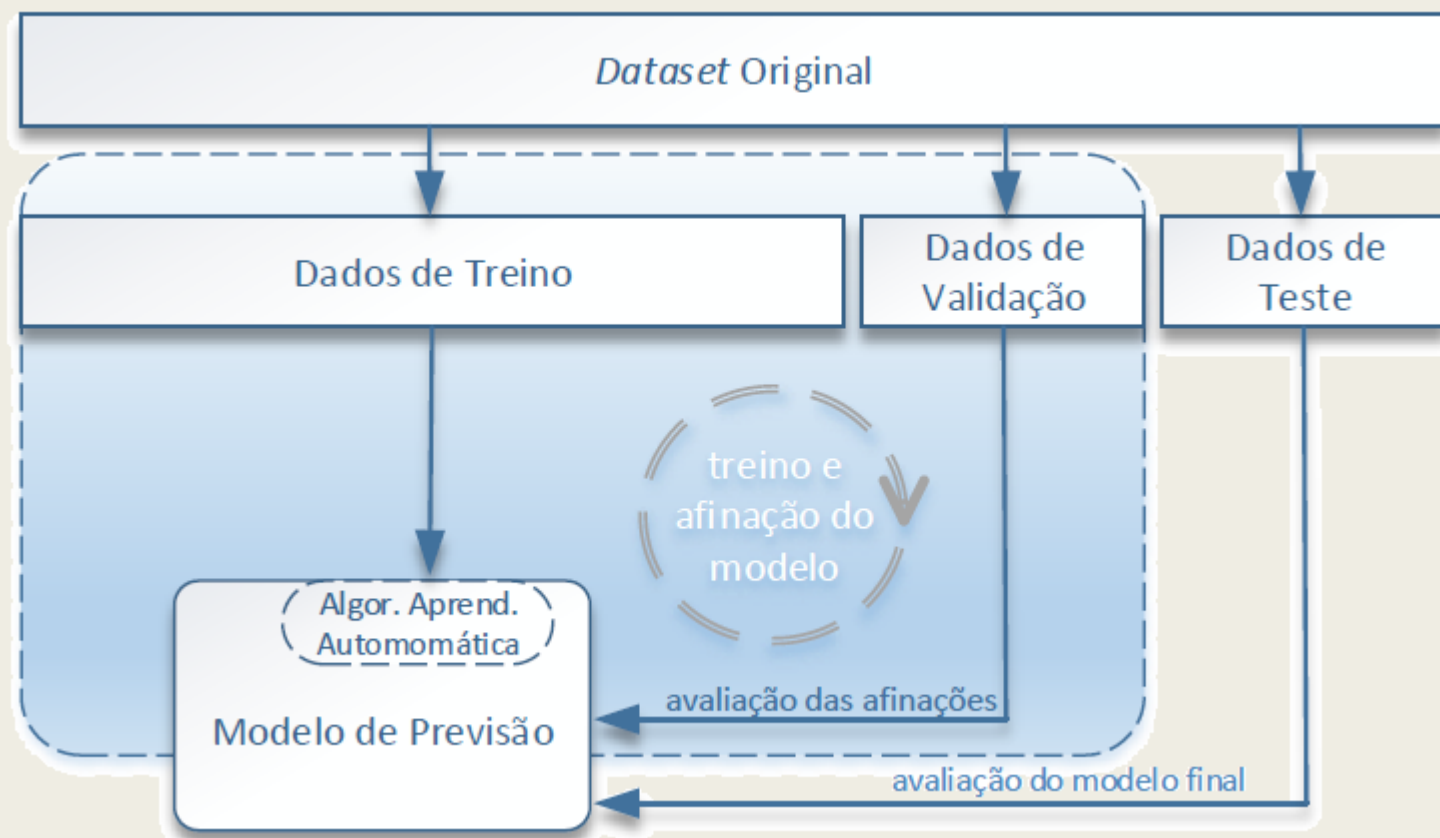 Dataset Original
Dados de Treino
Dados de
Validação
Dados de
Teste
treino e
afinação do
modelo
Algor. Aprend.
Automomática
Modelo de Previsão
avaliação das afinações
avaliação do modelo final